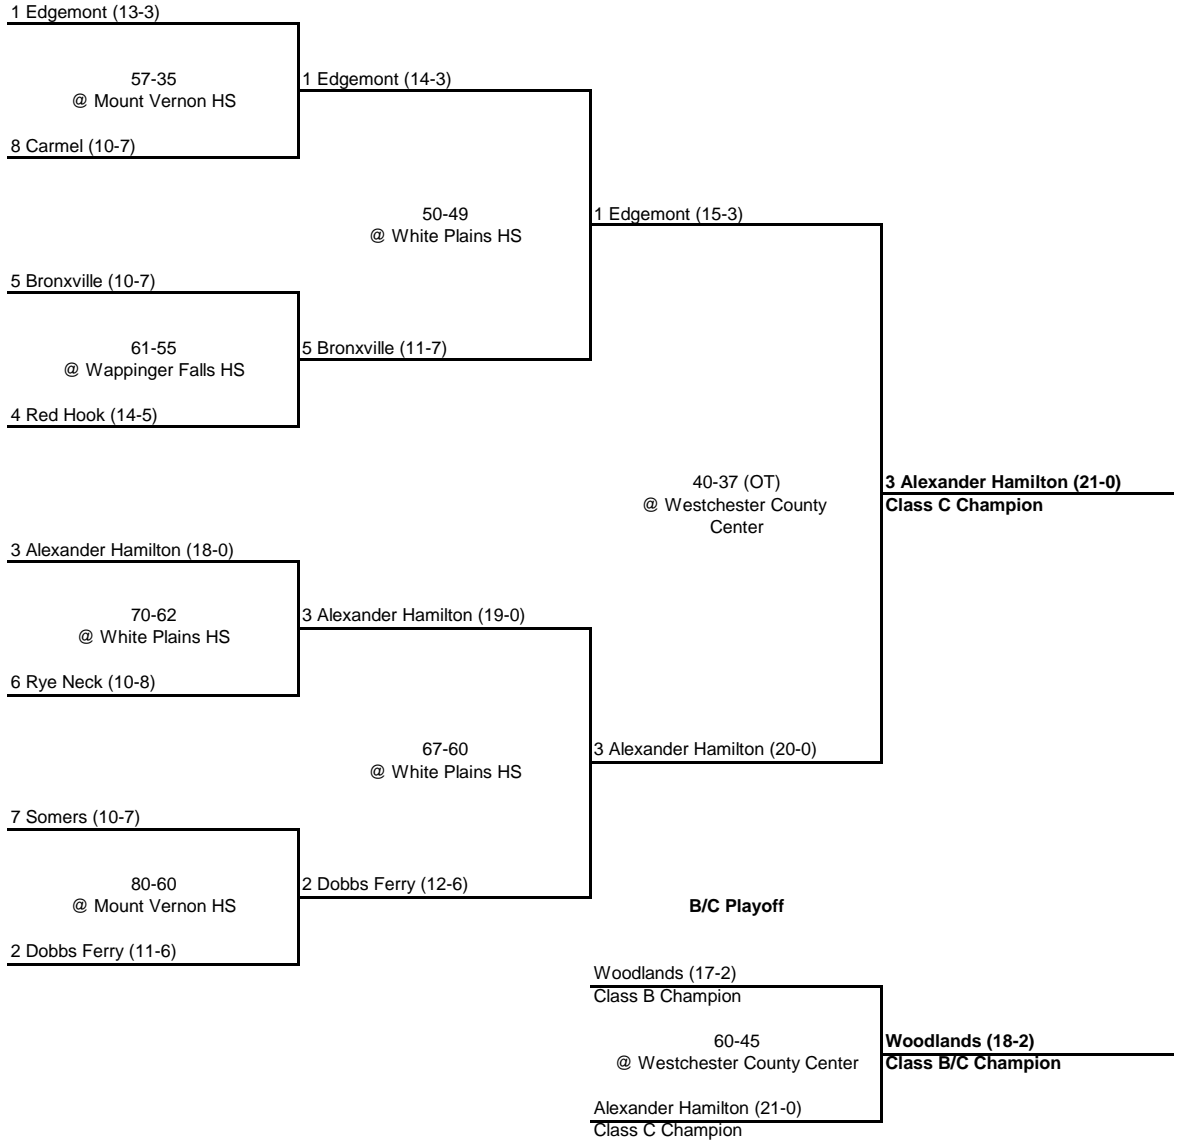 1 Edgemont (13-3)
57-35
@ Mount Vernon HS
1 Edgemont (14-3)
8 Carmel (10-7)
50-49
@ White Plains HS
1 Edgemont (15-3)
5 Bronxville (10-7)
61-55
@ Wappinger Falls HS
5 Bronxville (11-7)
4 Red Hook (14-5)
40-37 (OT)
@ Westchester County
Center
3 Alexander Hamilton (21-0)
Class C Champion
3 Alexander Hamilton (18-0)
70-62
@ White Plains HS
3 Alexander Hamilton (19-0)
6 Rye Neck (10-8)
67-60
@ White Plains HS
3 Alexander Hamilton (20-0)
7 Somers (10-7)
80-60
@ Mount Vernon HS
2 Dobbs Ferry (12-6)
2 Dobbs Ferry (11-6)
B/C Playoff
Woodlands (17-2)
Class B Champion
60-45
@ Westchester County Center
Woodlands (18-2)
Class B/C Champion
Alexander Hamilton (21-0)
Class C Champion